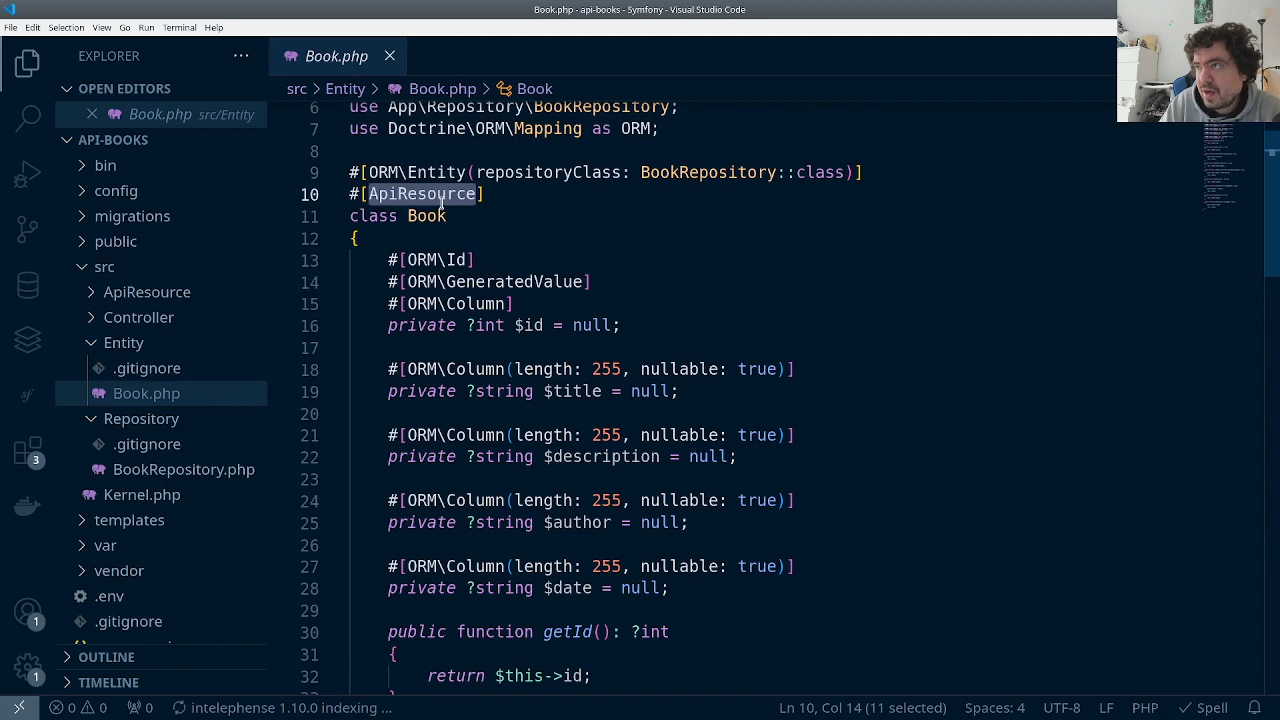 Book.php - api-books - Symfony - Visual Studio Code
File Edit Selection View Go Run Terminal Help
EXPLORER
OPEN EDITORS
Book.php src/Entity
API-BOOKS
bin
config
migrations
public
src
ApiResource
Controller
Entity
.gitignore
Book.php
Repository
.gitignore
BookRepository.php
Kernel.php
templates
var
vendor
.env
.gitignore
OUTLINE
TIMELINE
sf
3
1
1
Book.php
src > Entity > Book.php > Book
6 use App\Repository\BookRepository;
7 use Doctrine\ORM\Mapping as ORM;
8
9 #[ORM\Entity(repositoryClass: BookRepository::class)]
10 #[ApiResource]
11 class Book
12 {
13 #[ORM\Id]
14 #[ORM\GeneratedValue]
15 #[ORM\Column]
16 private ?int $id = null;
17
18 #[ORM\Column(length: 255, nullable: true)]
19 private ?string $title = null;
20
21 #[ORM\Column(length: 255, nullable: true)]
22 private ?string $description = null;
23
24 #[ORM\Column(length: 255, nullable: true)]
25 private ?string $author = null;
26
27 #[ORM\Column(length: 255, nullable: true)]
28 private ?string $date = null;
29
30 public function getId(): ?int
31 {
32 return $this->id;
0 0 0 intelephense 1.10.0 indexing ... Ln 10, Col 14 (11 selected) Spaces: 4 UTF-8 LF PHP Spell